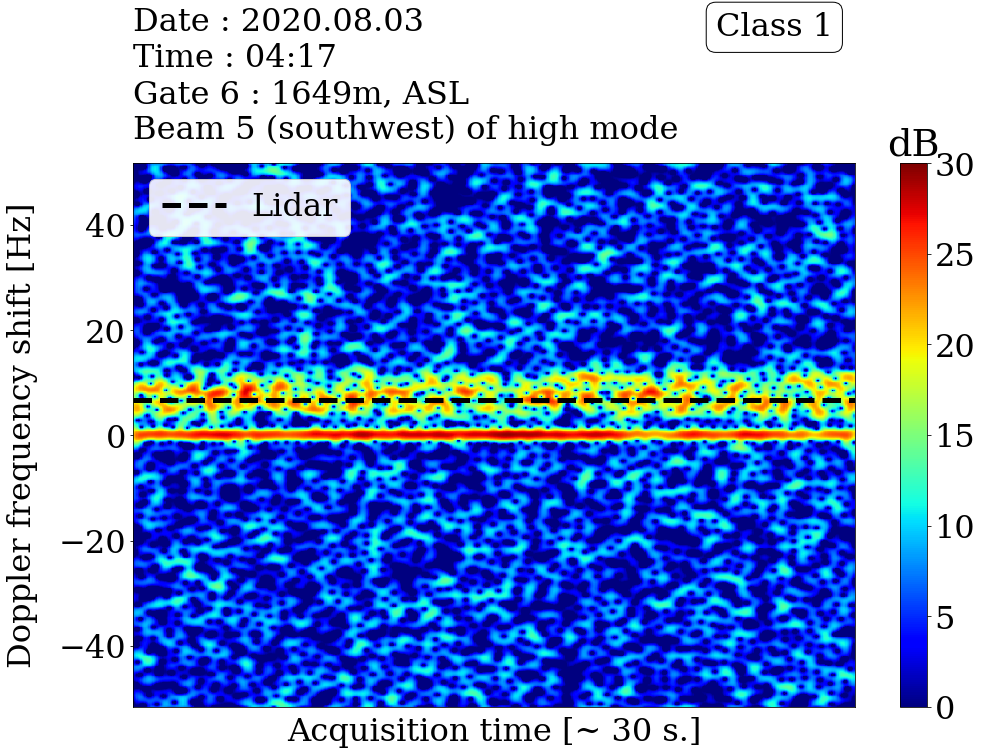 Date : 2020.08.03
Time : 04:17
Gate 6 : 1649m, ASL
Beam 5 (southwest) of high mode
Class 1
dB
Lidar
Doppler frequency shift [Hz]
40
20
0
−20
−40
Acquisition time [~ 30 s.]
30
25
20
15
10
5
0